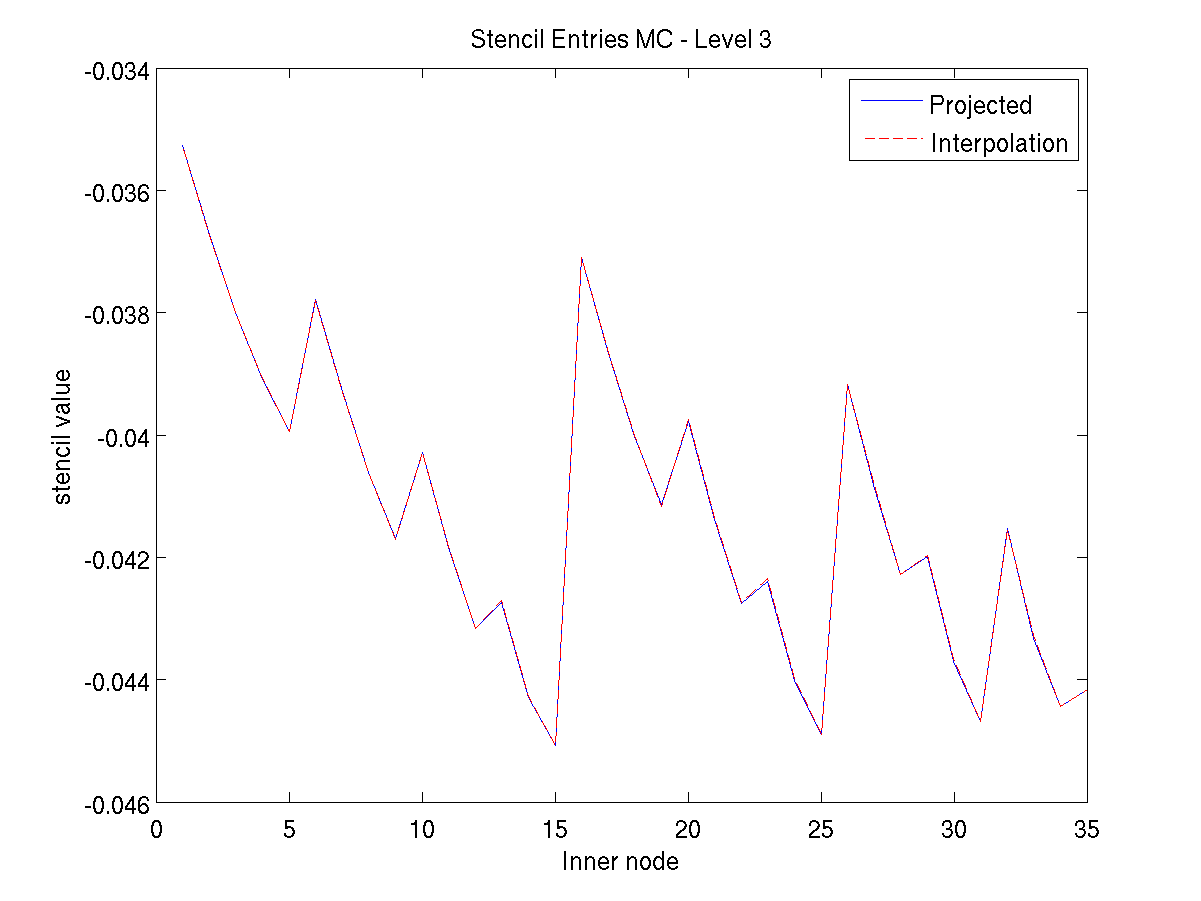 Stencil Entries MC - Level 3
-0.034
-0.036
-0.038
-0.04
-0.042
-0.044
-0.046
stencil value
Projected
Interpolation
0 5 10 15 20 25 30 35
Inner node